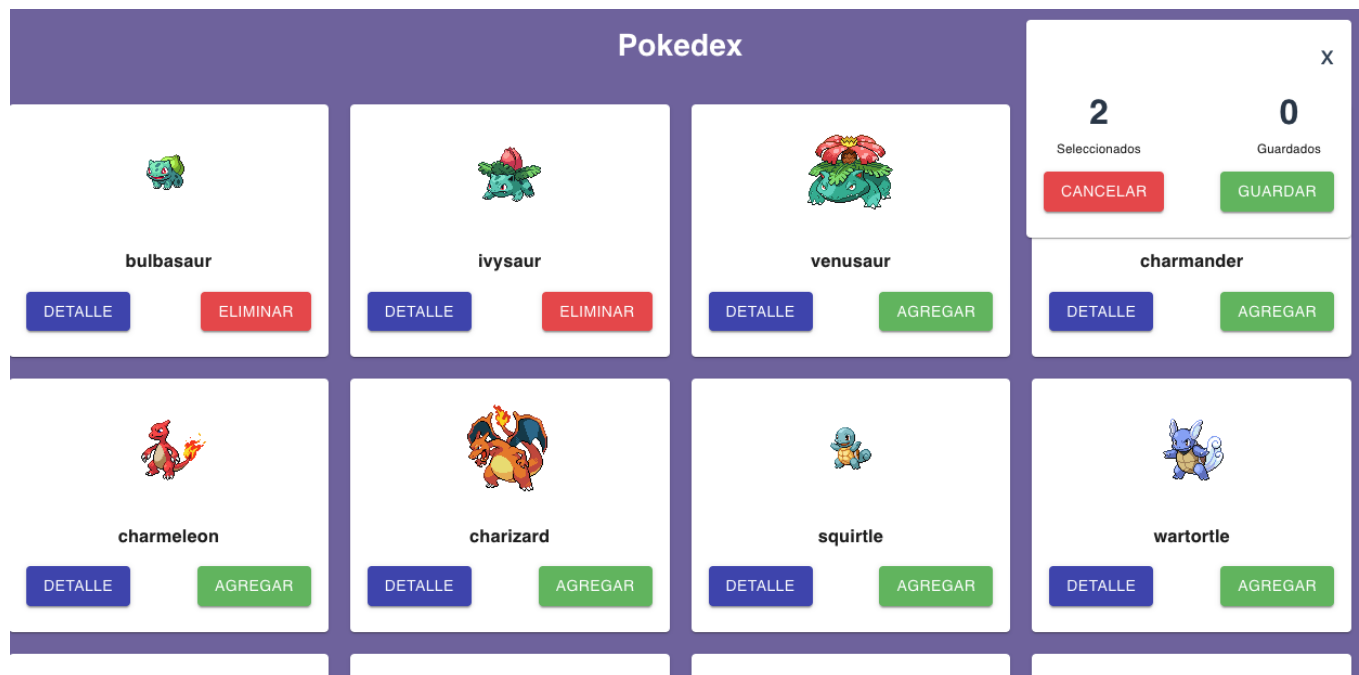 Pokedex
X
2 0
Seleccionados Guardados
CANCELAR GUARDAR
bulbasaur ivysaur venusaur charmander
DETALLE ELIMINAR DETALLE ELIMINAR DETALLE AGREGAR DETALLE AGREGAR
charmeleon charizard squirtle wartortle
DETALLE AGREGAR DETALLE AGREGAR DETALLE AGREGAR DETALLE AGREGAR